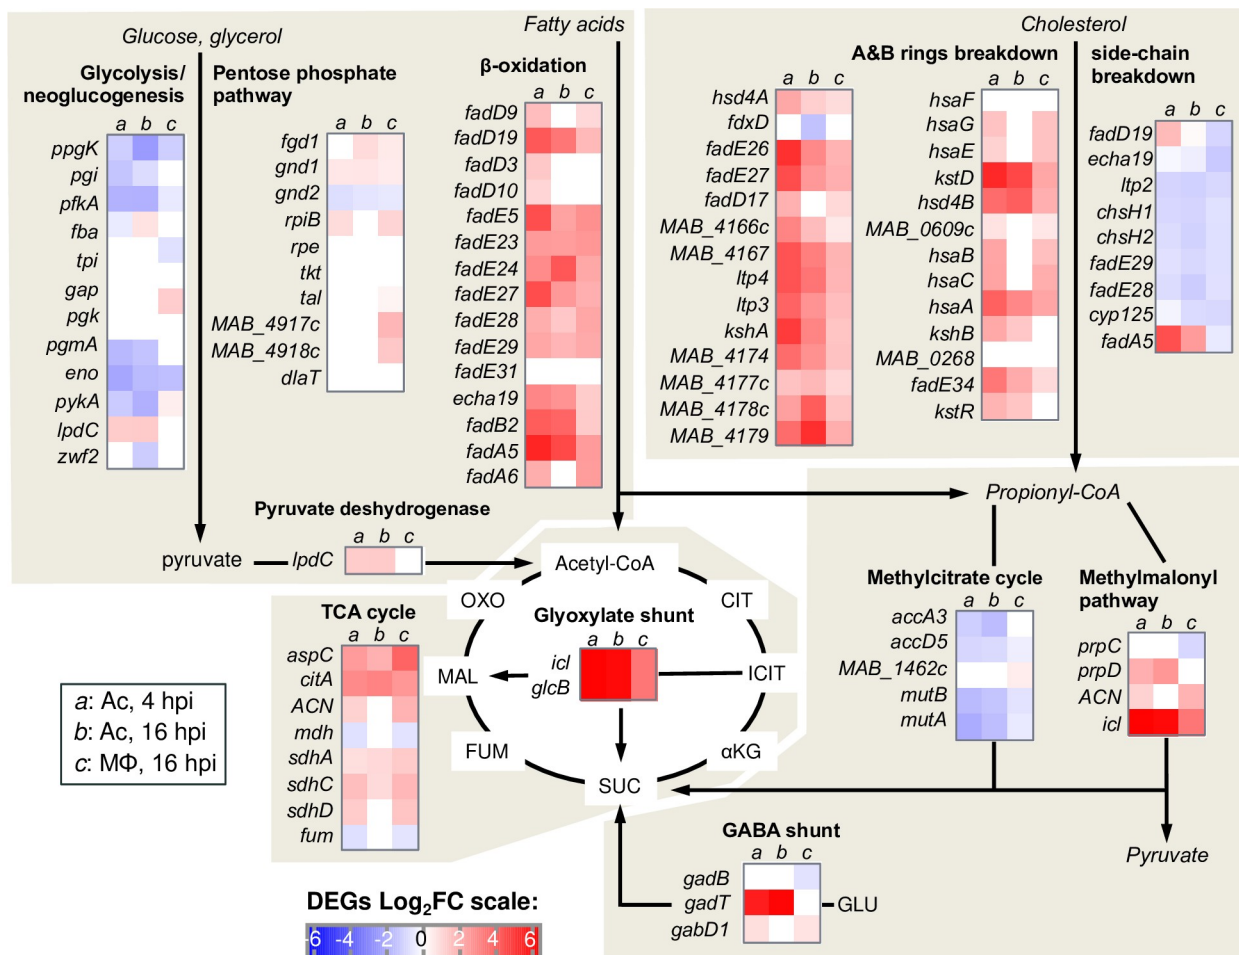 Glucose, glycerol
Glycolysis/
neoglucogenesis
a b c
ppgK
pgi
pfkA
fba
tpi
gap
pgk
pgmA
eno
pykA
lpdC
zwf2
Pentose phosphate
pathway
a b c
fgd1
gnd1
gnd2
rpiB
rpe
tkt
tal
MAB_4917c
MAB_4918c
dlaT
Fatty acids
β-oxidation
a b c
fadD9
fadD19
fadD3
fadD10
fadE5
fadE23
fadE24
fadE27
fadE28
fadE29
fadE31
echa19
fadB2
fadA5
fadA6
Cholesterol
A&B rings breakdown
a b c
hsd4A
fdxD
fadE26
fadE27
fadD17
MAB_4166c
MAB_4167
ltp4
ltp3
kshA
MAB_4174
MAB_4177c
MAB_4178c
MAB_4179
a b c
hsaF
hsaG
hsaE
kstD
hsd4B
MAB_0609c
hsaB
hsaC
hsaA
kshB
MAB_0268
fadE34
kstR
side-chain
breakdown
a b c
fadD19
echa19
ltp2
chsH1
chsH2
fadE29
fadE28
cyp125
fadA5
Pyruvate deshydrogenase
a b c
pyruvate
lpdC
Acetyl-CoA
Propionyl-CoA
OXO
CIT
MAL
ICIT
FUM
αKG
SUC
Glyoxylate shunt
a b c
icl
glcB
TCA cycle
a b c
aspC
citA
ACN
mdh
sdhA
sdhC
sdhD
fum
Methylcitrate cycle
a b c
accA3
accD5
MAB_1462c
mutB
mutA
Methylmalonyl
pathway
a b c
prpC
prpD
ACN
icl
Pyruvate
GABA shunt
a b c
gadB
gadT
gabD1
GLU
a: Ac, 4 hpi
b: Ac, 16 hpi
c: MΦ, 16 hpi
DEGs Log2FC scale:
-6 -4 -2 0 2 4 6